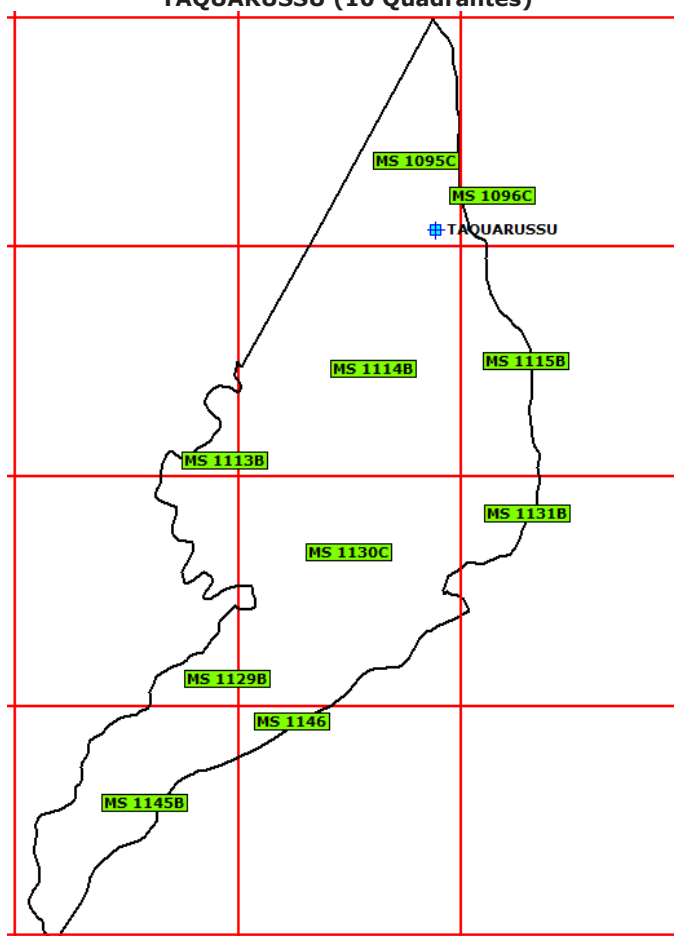 TAQUARUSSU (10 Quadrantes)
MS 1095C
MS 1096C
TAQUARUSSU
MS 1115B
MS 1114B
MS 1113B
MS 1131B
MS 1130C
MS 1129B
MS 1146
MS 1145B